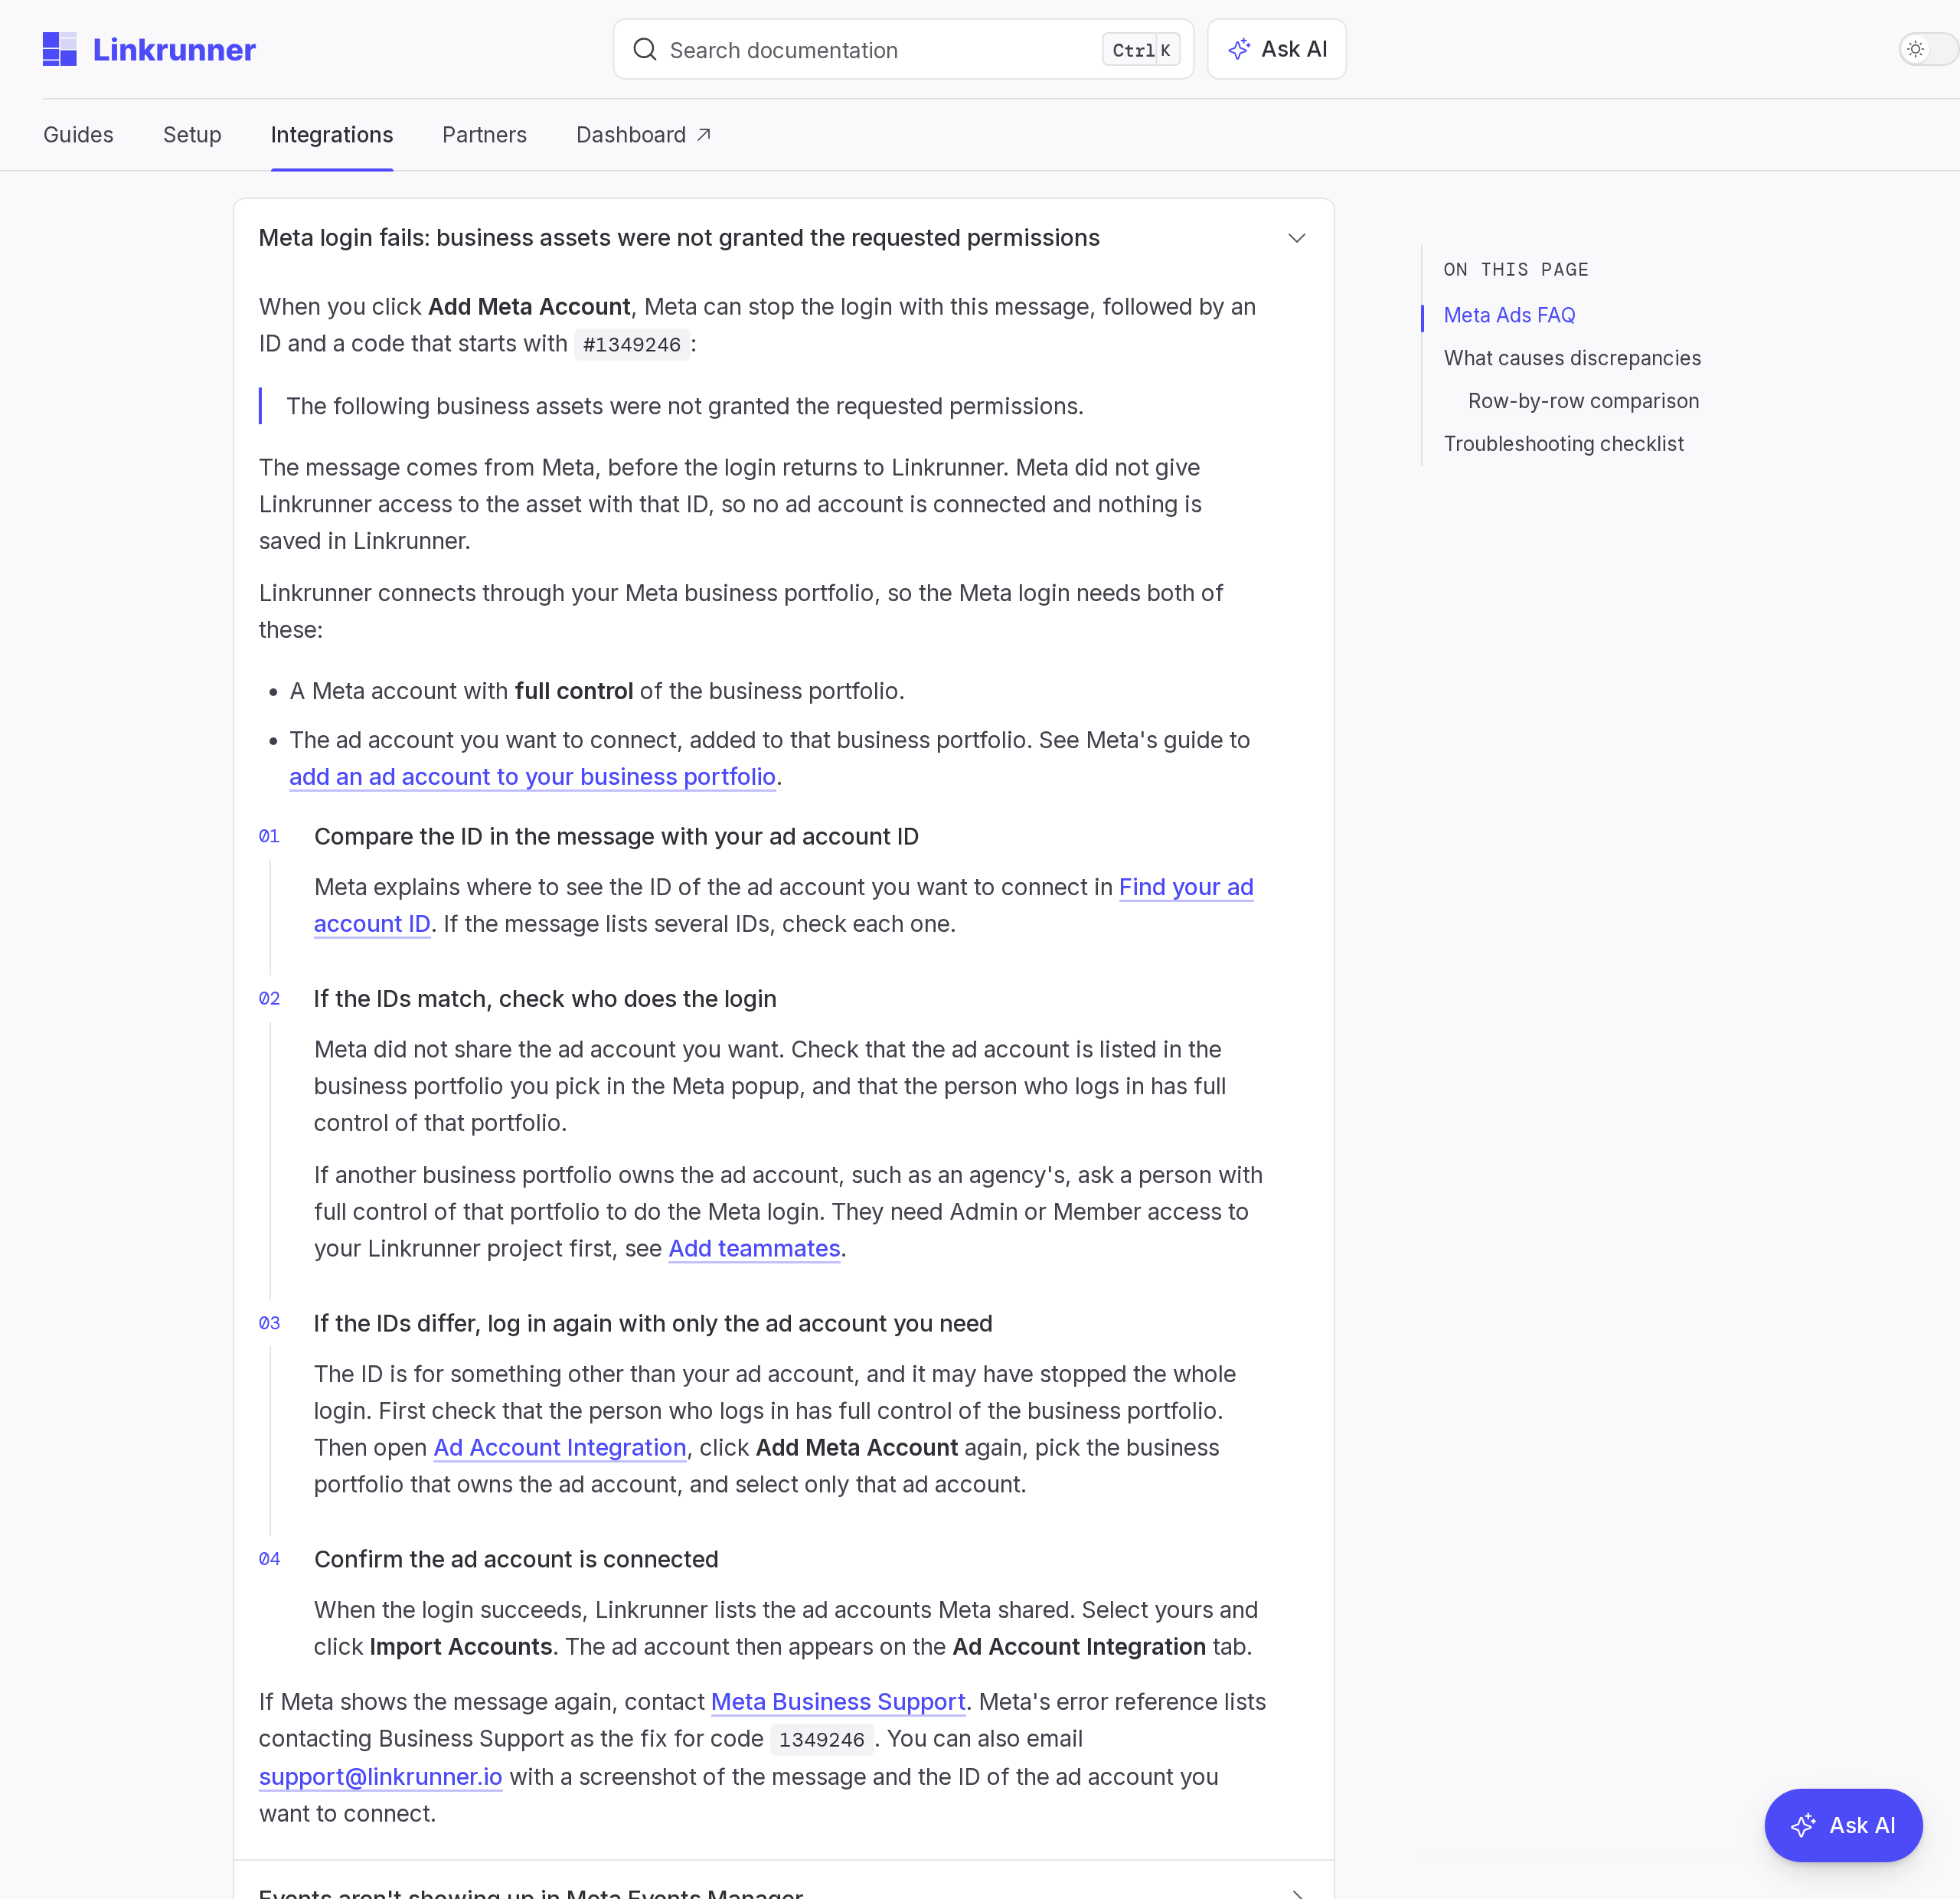 Linkrunner
Search documentation
Ctrl K
Ask AI
Guides
Setup
Integrations
Partners
Dashboard
Meta login fails: business assets were not granted the requested permissions
When you click Add Meta Account, Meta can stop the login with this message, followed by an
ID and a code that starts with #1349246:
The following business assets were not granted the requested permissions.
The message comes from Meta, before the login returns to Linkrunner. Meta did not give
Linkrunner access to the asset with that ID, so no ad account is connected and nothing is
saved in Linkrunner.
Linkrunner connects through your Meta business portfolio, so the Meta login needs both of
these:
• A Meta account with full control of the business portfolio.
• The ad account you want to connect, added to that business portfolio. See Meta's guide to
add an ad account to your business portfolio.
01 Compare the ID in the message with your ad account ID
Meta explains where to see the ID of the ad account you want to connect in Find your ad
account ID. If the message lists several IDs, check each one.
02 If the IDs match, check who does the login
Meta did not share the ad account you want. Check that the ad account is listed in the
business portfolio you pick in the Meta popup, and that the person who logs in has full
control of that portfolio.
If another business portfolio owns the ad account, such as an agency's, ask a person with
full control of that portfolio to do the Meta login. They need Admin or Member access to
your Linkrunner project first, see Add teammates.
03 If the IDs differ, log in again with only the ad account you need
The ID is for something other than your ad account, and it may have stopped the whole
login. First check that the person who logs in has full control of the business portfolio.
Then open Ad Account Integration, click Add Meta Account again, pick the business
portfolio that owns the ad account, and select only that ad account.
04 Confirm the ad account is connected
When the login succeeds, Linkrunner lists the ad accounts Meta shared. Select yours and
click Import Accounts. The ad account then appears on the Ad Account Integration tab.
If Meta shows the message again, contact Meta Business Support. Meta's error reference lists
contacting Business Support as the fix for code 1349246. You can also email
support@linkrunner.io with a screenshot of the message and the ID of the ad account you
want to connect.
Events aren't showing up in Meta Events Manager
ON THIS PAGE
Meta Ads FAQ
What causes discrepancies
Row-by-row comparison
Troubleshooting checklist
Ask AI